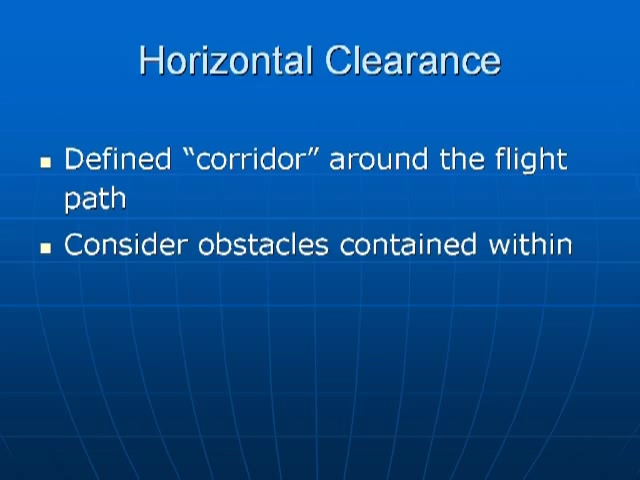 Horizontal Clearance
Defined “corridor” around the flight
path
Consider obstacles contained within